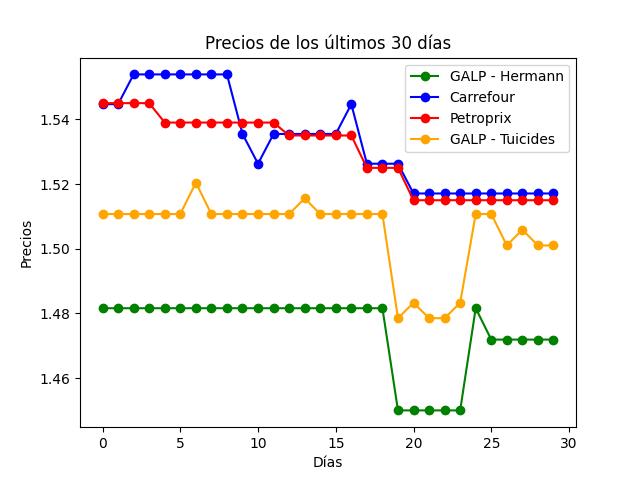 Precios de los últimos 30 días
GALP - Hermann
Carrefour
Petroprix
GALP - Tuicides
Precios
1.54
1.52
1.50
1.48
1.46
0 5 10 15 20 25 30
Días